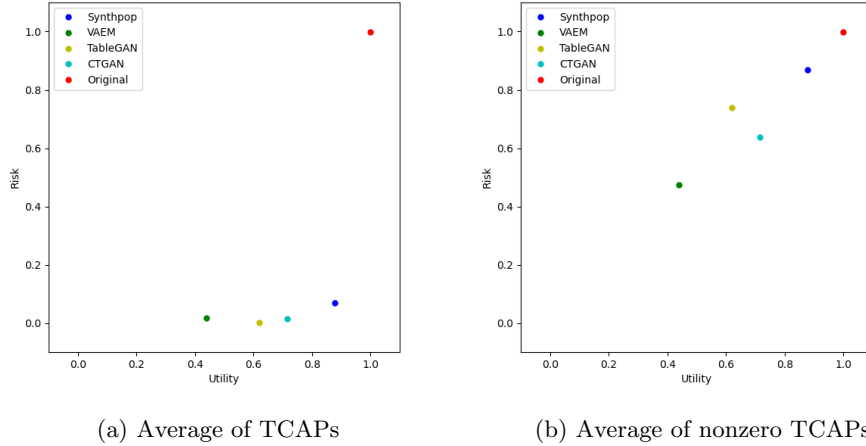 Synthpop
VAEM
TableGAN
CTGAN
Original
1.0
0.8
0.6
0.4
0.2
0.0
Risk
0.0 0.2 0.4 0.6 0.8 1.0
Utility
(a) Average of TCAPs
Synthpop
VAEM
TableGAN
CTGAN
Original
1.0
0.8
0.6
0.4
0.2
0.0
Risk
0.0 0.2 0.4 0.6 0.8 1.0
Utility
(b) Average of nonzero TCAPs